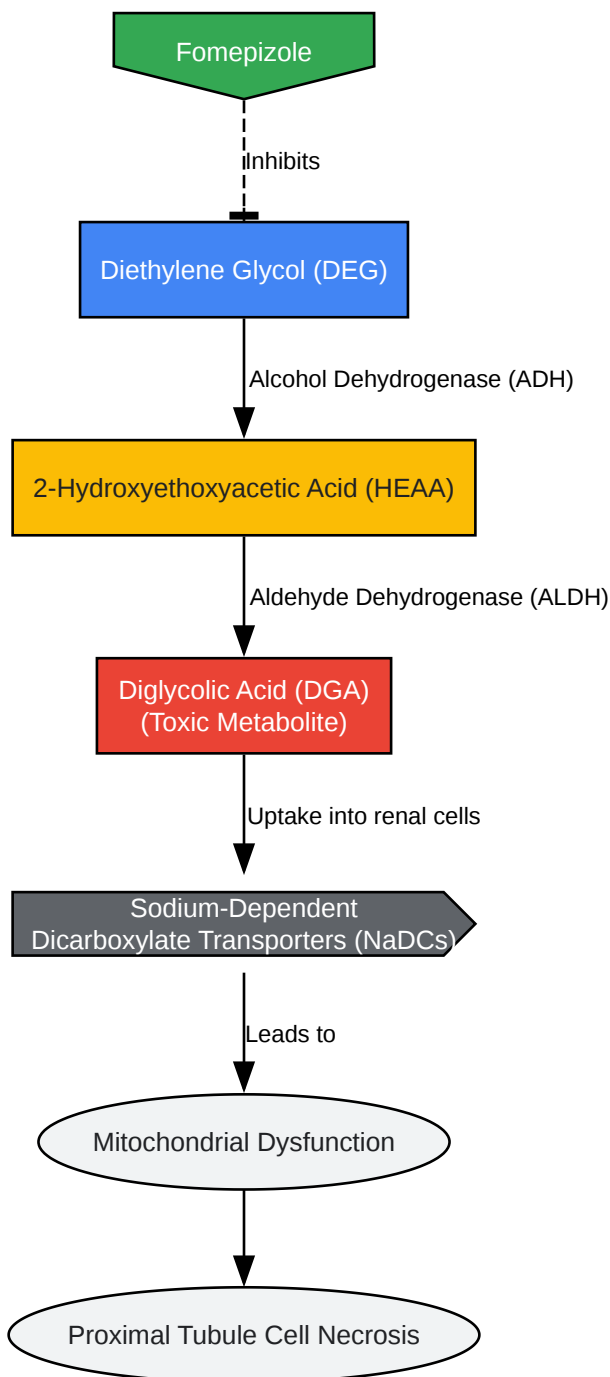 Fomepizole
Inhibits
Diethylene Glycol (DEG)
Alcohol Dehydrogenase (ADH)
2-Hydroxyethoxyacetic Acid (HEAA)
Aldehyde Dehydrogenase (ALDH)
Diglycolic Acid (DGA)
(Toxic Metabolite)
Uptake into renal cells
Sodium-Dependent
Dicarboxylate Transporters (NaDCs)
Leads to
Mitochondrial Dysfunction
Proximal Tubule Cell Necrosis